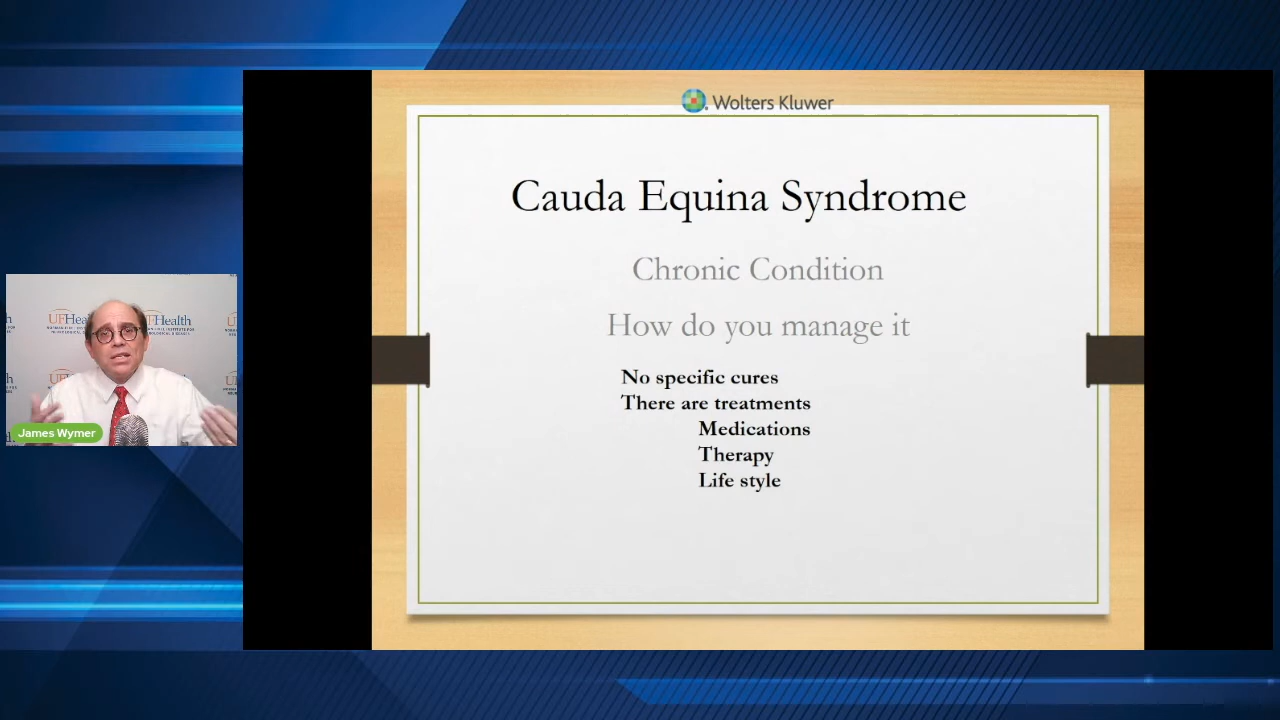 Wolters Kluwer
Cauda Equina Syndrome
Chronic Condition
How do you manage it
No specific cures
There are treatments
Medications
Therapy
Life style
UFHealth
James Wymer